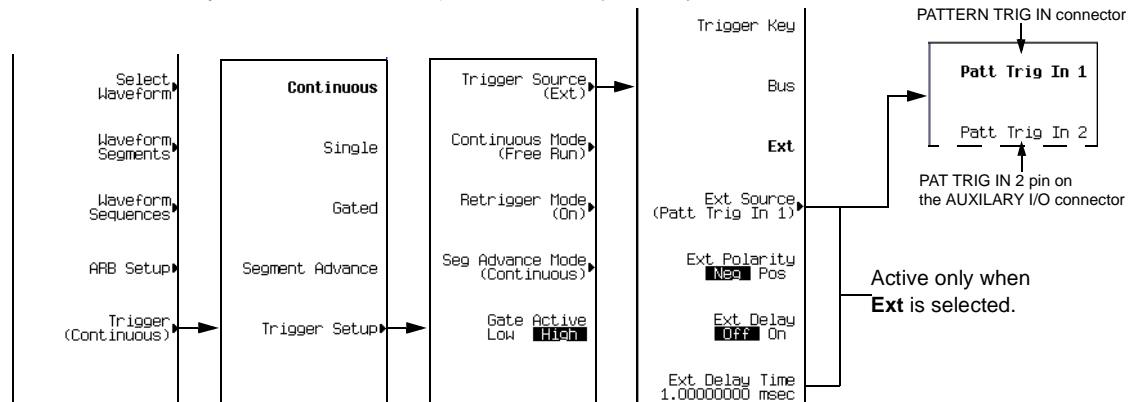 Select
Waveform
Waveform
Segments
Waveform
Sequences
ARB Setup
Trigger
(Continuous)
Continuous
Single
Gated
Segment Advance
Trigger Setup
Trigger Source
(Ext)
Continuous Mode
(Free Run)
Retrigger Mode
(On)
Seg Advance Mode
(Continuous)
Gate Active
Low High
Trigger Key
Bus
Ext
Ext Source
(Patt Trig In 1)
Ext Polarity
Neg Pos
Ext Delay
Off On
Ext Delay Time
1.00000000 msec
PATTERN TRIG IN connector
Patt Trig In 1
Patt Trig In 2
PAT TRIG IN 2 pin on
the AUXILARY I/O connector
Active only when
Ext is selected.